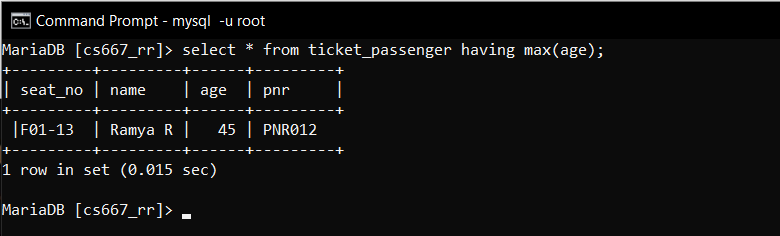 Command Prompt - mysql  -u root
MariaDB [cs667_rr]> select * from ticket_passenger having max(age);
+---------+---------+------+---------+
| seat_no | name    | age  | pnr     |
+---------+---------+------+---------+
 |F01-13  | Ramya R |   45 | PNR012
+---------+---------+------+---------+
1 row in set (0.015 sec)
MariaDB [cs667_rr]> _